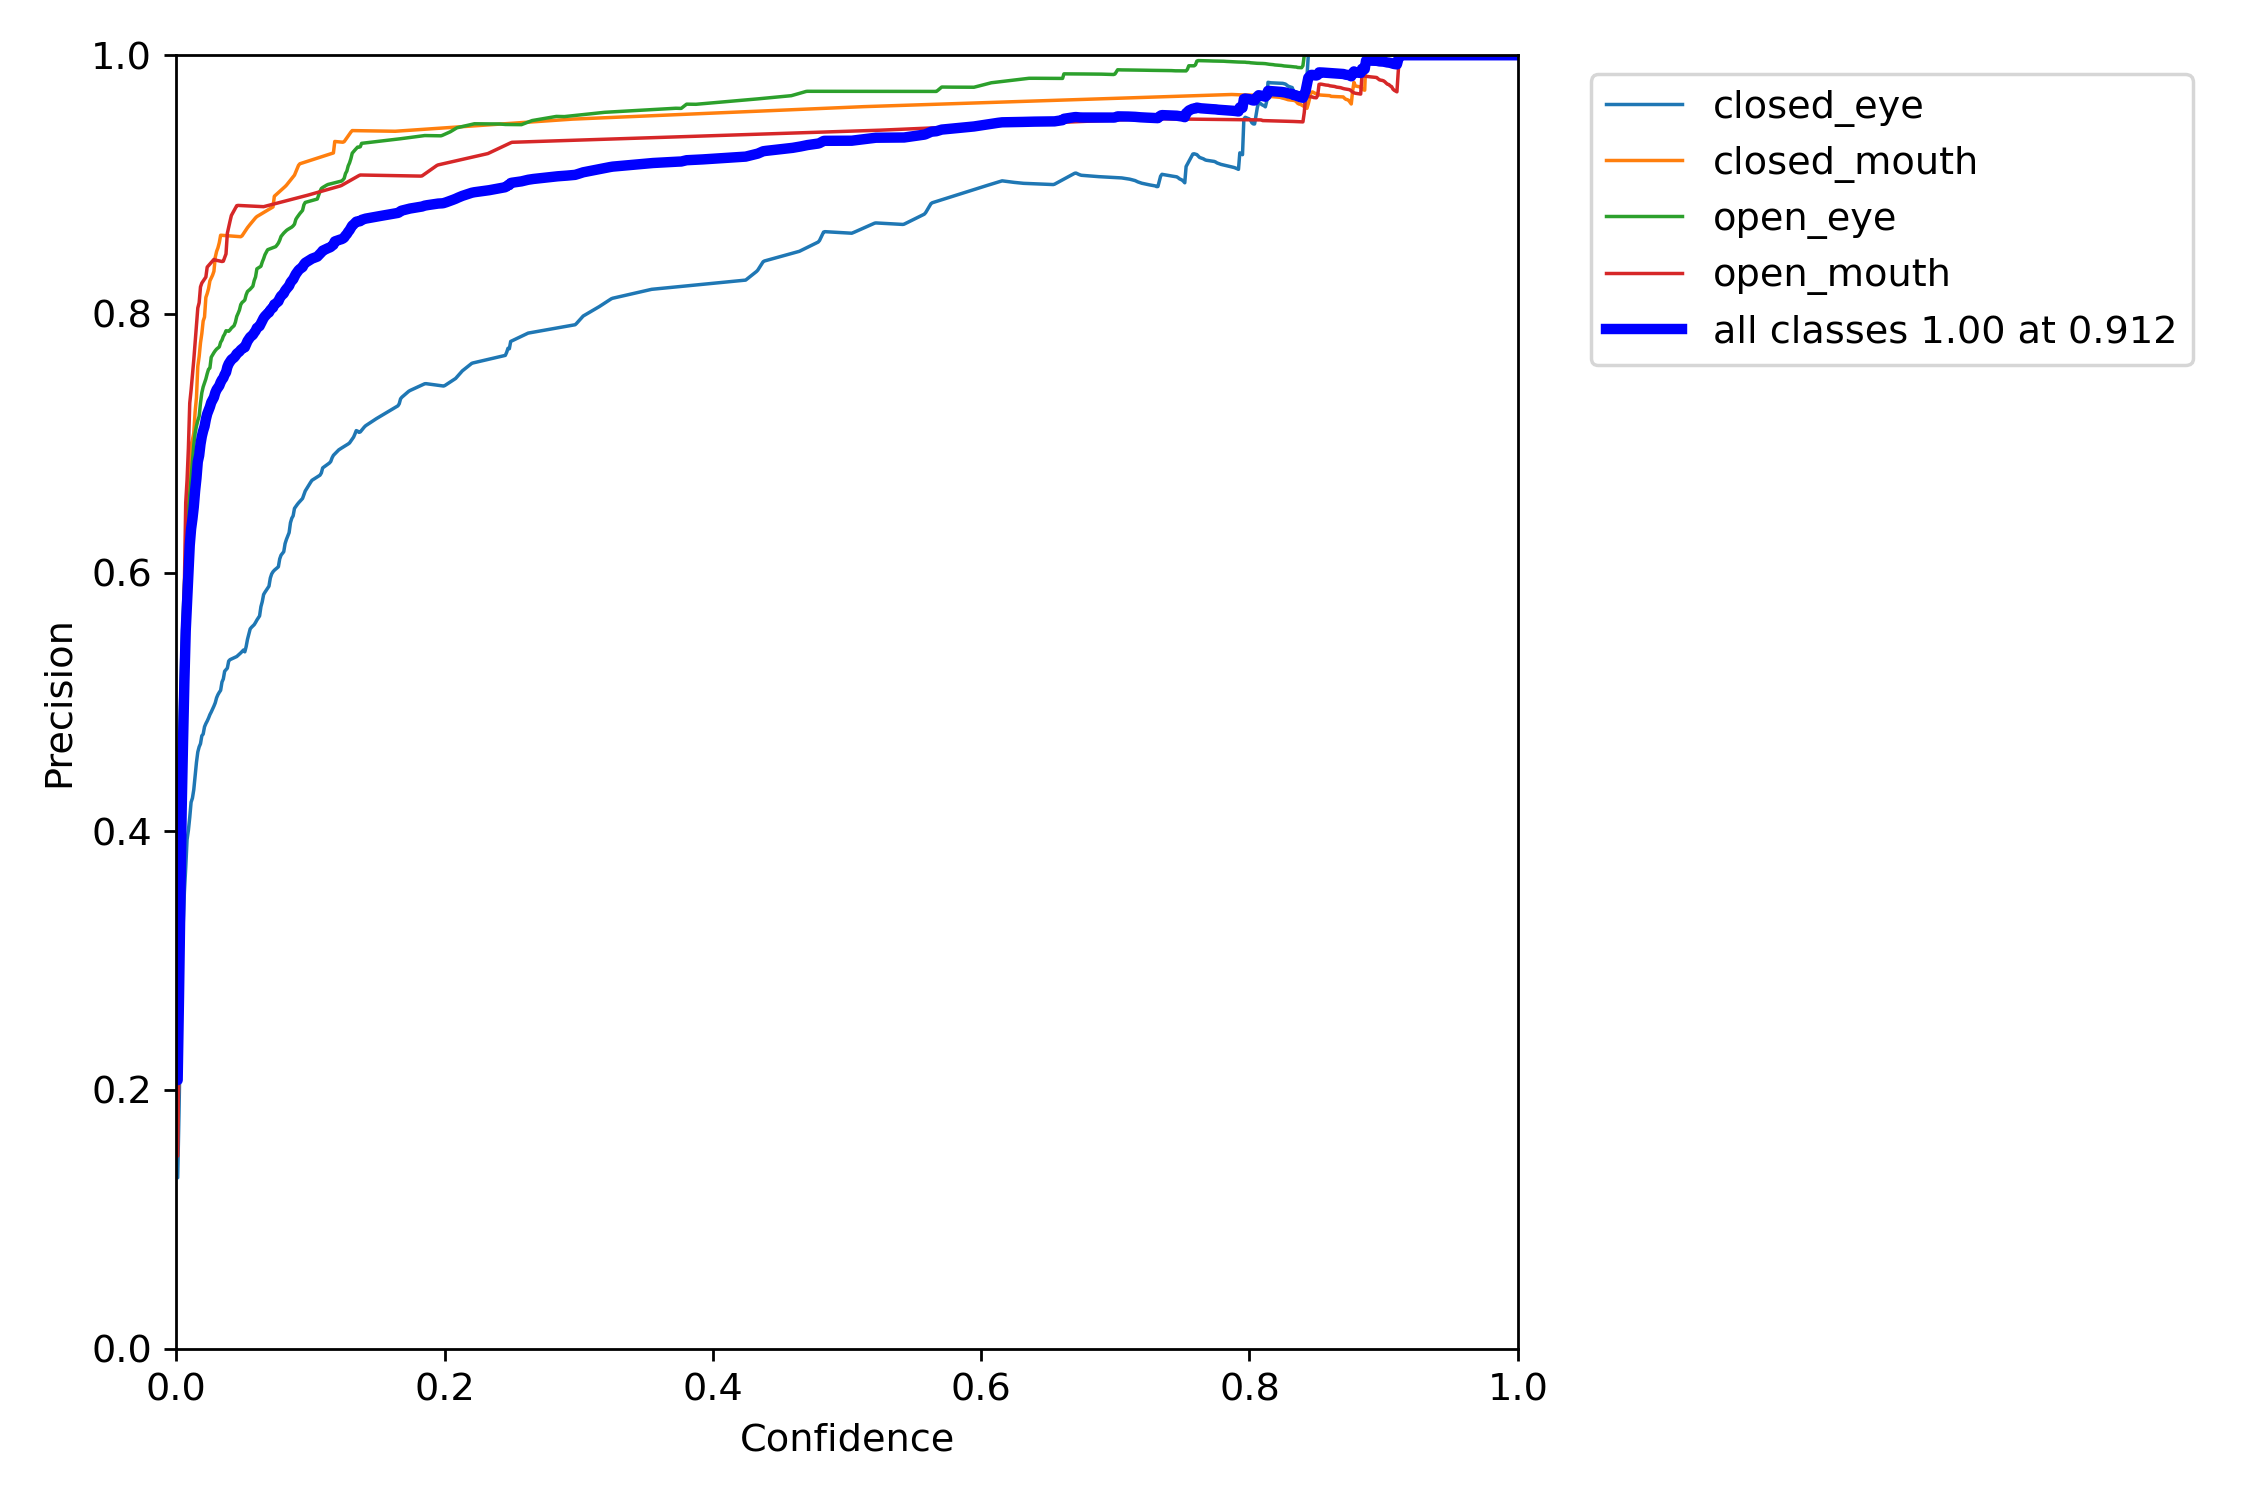 1.0
0.8
0.6
0.4
0.2
0.0
Precision
0.0 0.2 0.4 0.6 0.8 1.0
Confidence
closed_eye
closed_mouth
open_eye
open_mouth
all classes 1.00 at 0.912